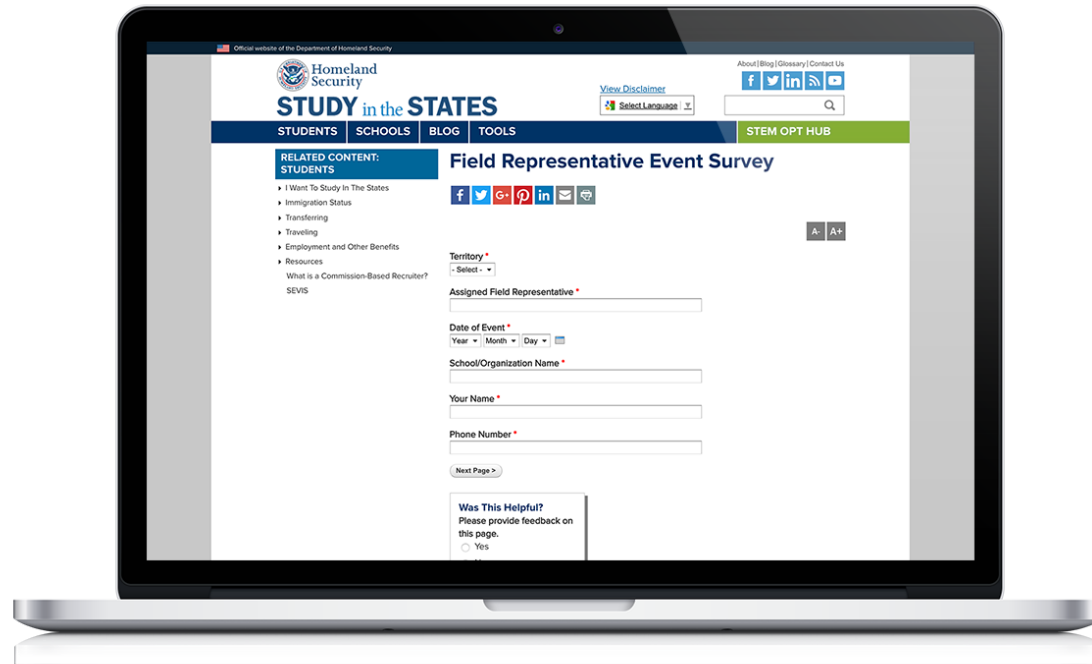 Official website of the Department of Homeland Security
Homeland
Security
STUDY in the STATES
View Disclaimer
Select Language
About | Blog | Glossary | Contact Us
STUDENTS
SCHOOLS
BLOG
TOOLS
STEM OPT HUB
RELATED CONTENT:
STUDENTS
I Want To Study In The States
Immigration Status
Transferring
Traveling
Employment and Other Benefits
Resources
What is a Commission-Based Recruiter?
SEVIS
Field Representative Event Survey
A- A+
Territory *
- Select -
Assigned Field Representative *
Date of Event *
Year Month Day
School/Organization Name *
Your Name *
Phone Number *
Next Page >
Was This Helpful?
Please provide feedback on
this page.
Yes